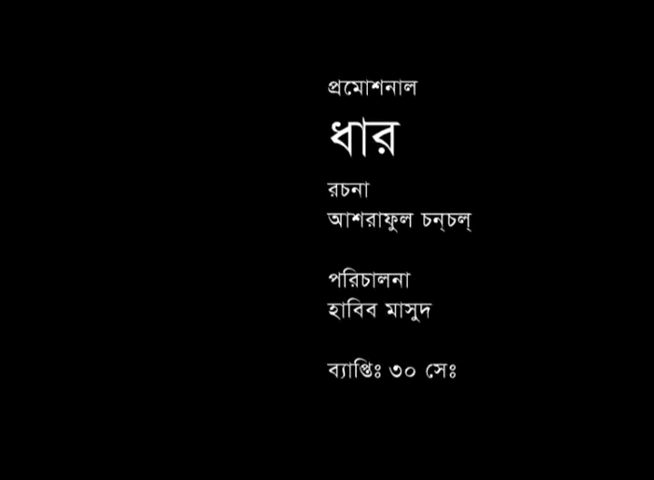 প্রমোশনাল
ধার
রচনা
আশরাফুল চন্‌চল্
পরিচালনা
হাবিব মাসুদ
ব্যাপ্তিঃ ৩০ সেঃ